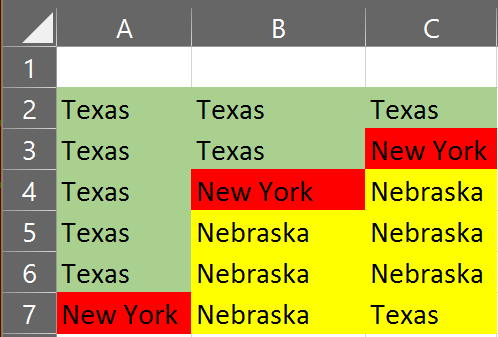 A B C
1
2 Texas Texas Texas
3 Texas Texas New York
4 Texas New York Nebraska
5 Texas Nebraska Nebraska
6 Texas Nebraska Nebraska
7 New York Nebraska Texas